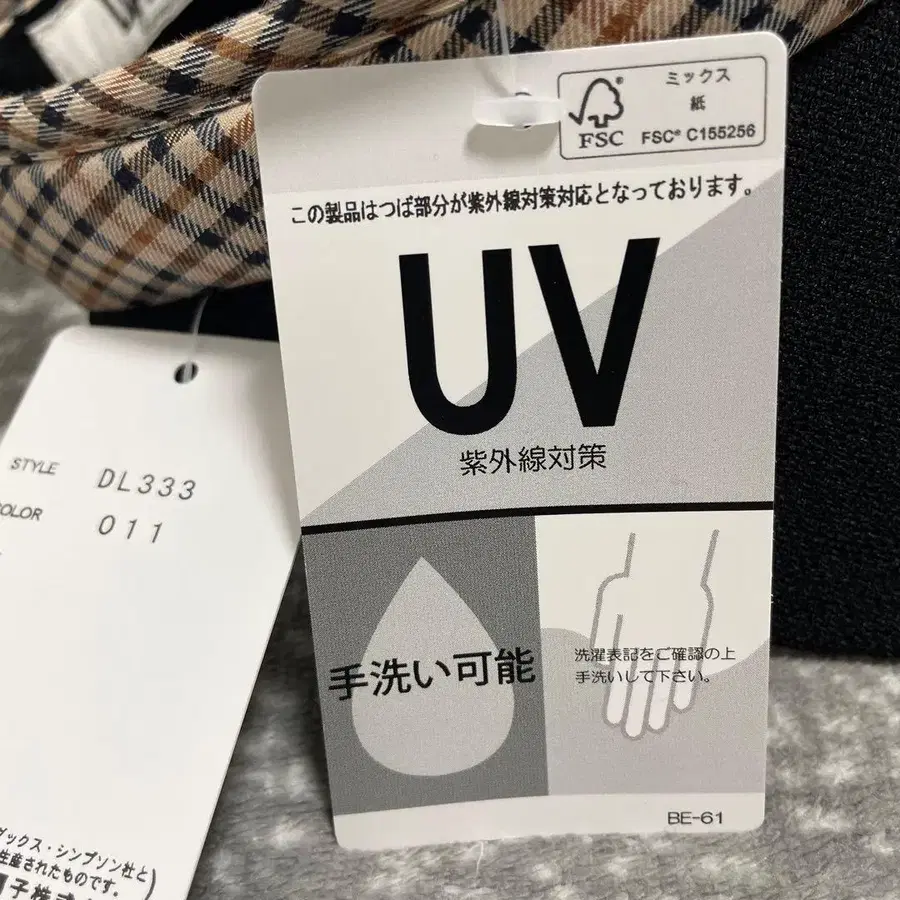 FSC®
ミックス
紙
FSC® C155256
この製品はつば部分が紫外線対策対応となっております。
UV
紫外線対策
手洗い可能
洗濯表記をご確認の上
手洗いして下さい。
BE-61
STYLE DL333
COLOR 011
ダックス・シンプソン社と
生産されたものです。
子株式